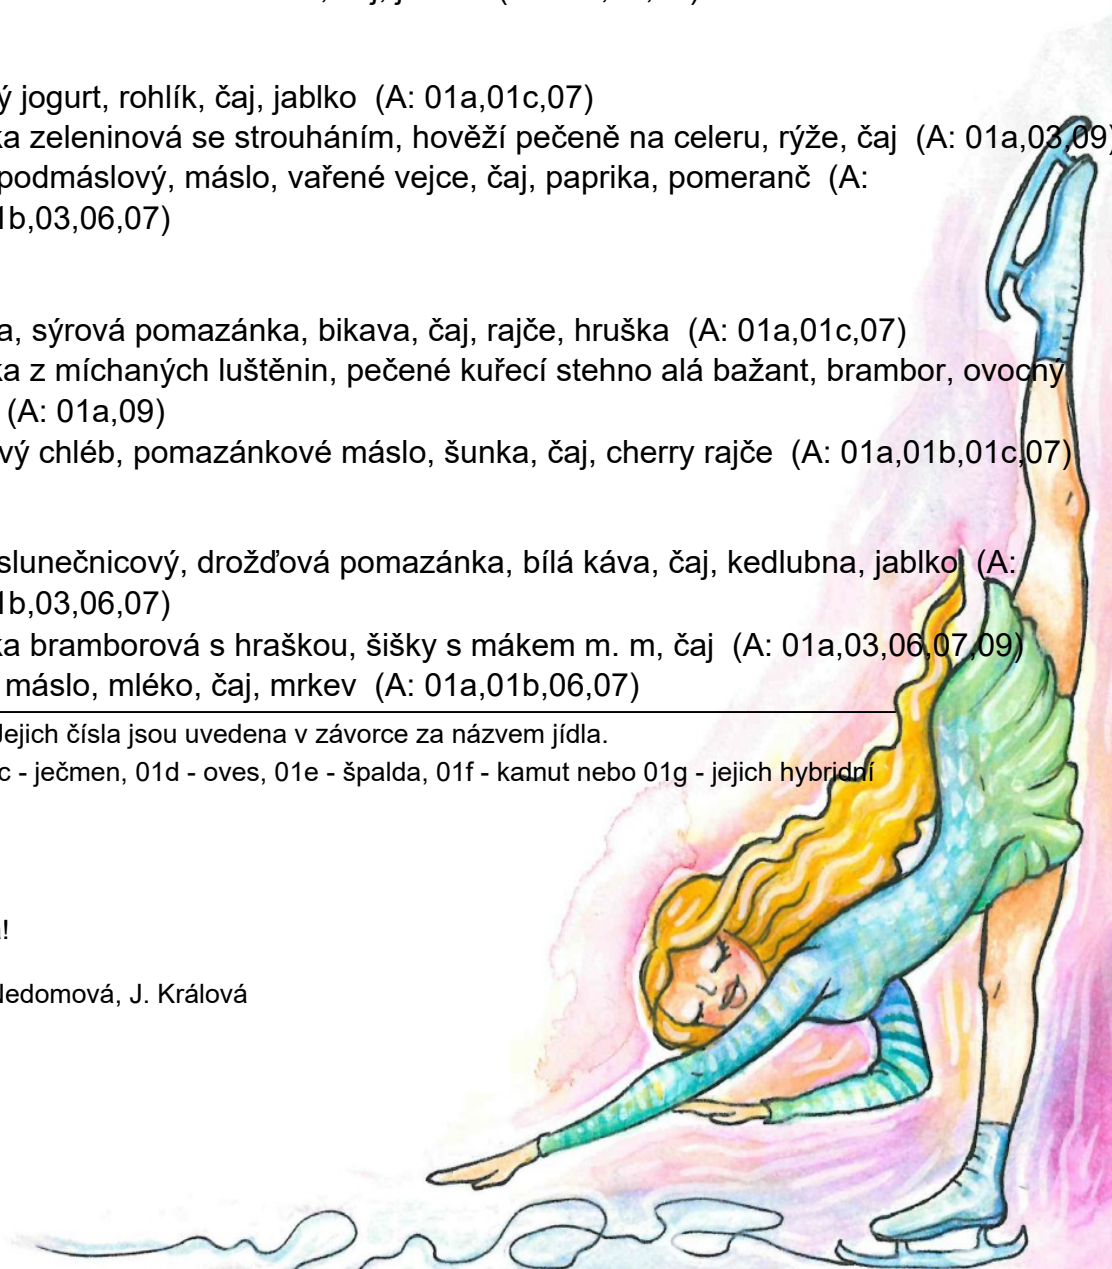 ý jogurt, rohlík, čaj, jablko (A: 01a,01c,07)
ka zeleninová se strouháním, hovězí pečeně na celeru, rýže, čaj (A: 01a,03,09)
podmáslový, máslo, vařené vejce, čaj, paprika, pomeranč (A:
1b,03,06,07)
a, sýrová pomazánka, bikava, čaj, rajče, hruška (A: 01a,01c,07)
ka z míchaných luštěnin, pečené kuřecí stehno alá bažant, brambor, ovocný
(A: 01a,09)
vý chléb, pomazánkové máslo, šunka, čaj, cherry rajče (A: 01a,01b,01c,07)
slunečnicový, drožďová pomazánka, bílá káva, čaj, kedlubna, jablko (A:
1b,03,06,07)
ka bramborová s hraškou, šišky s mákem m. m, čaj (A: 01a,03,06,07,09)
máslo, mléko, čaj, mrkev (A: 01a,01b,06,07)
Jejich čísla jsou uvedena v závorce za názvem jídla.
c - ječmen, 01d - oves, 01e - špalda, 01f - kamut nebo 01g - jejich hybridní
!
Nedomová, J. Králová